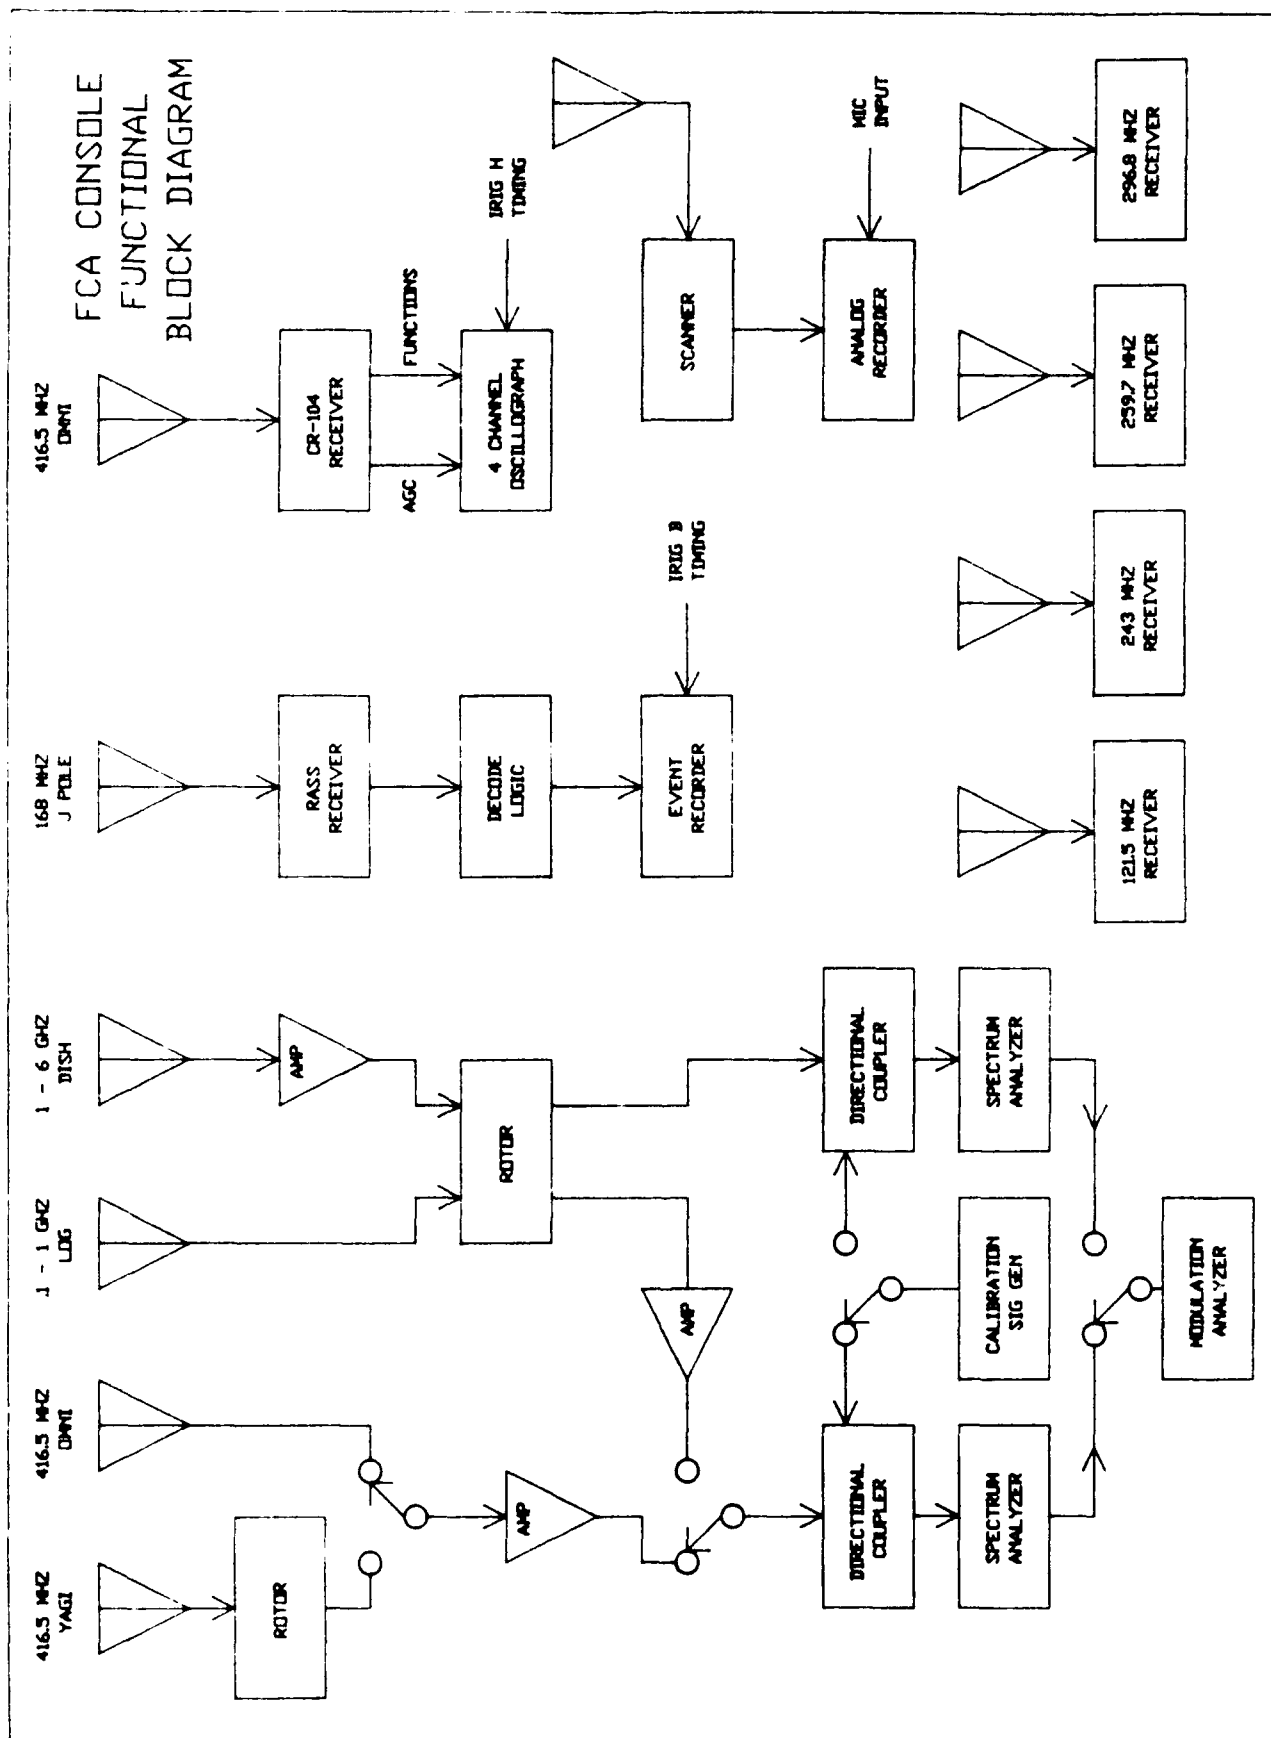 FCA CONSOLE
FUNCTIONAL
BLOCK DIAGRAM
416.5 MHZ
YAGI
416.5 MHZ
OMNI
.1 - 1 GHZ
LOG
1 - 6 GHZ
DISH
168 MHZ
J POLE
416.5 MHZ
OMNI
ROTOR
AMP
RASS
RECEIVER
CR-104
RECEIVER
AGC
FUNCTIONS
ROTOR
DECODE
LOGIC
4 CHANNEL
OSCILLOGRAPH
IRIG H
TIMING
AMP
AMP
EVENT
RECORDER
IRIG B
TIMING
SCANNER
DIRECTIONAL
COUPLER
DIRECTIONAL
COUPLER
ANALOG
RECORDER
MIC
INPUT
SPECTRUM
ANALYZER
CALIBRATION
SIG GEN
SPECTRUM
ANALYZER
MODULATION
ANALYZER
121.5 MHZ
RECEIVER
243 MHZ
RECEIVER
259.7 MHZ
RECEIVER
296.8 MHZ
RECEIVER